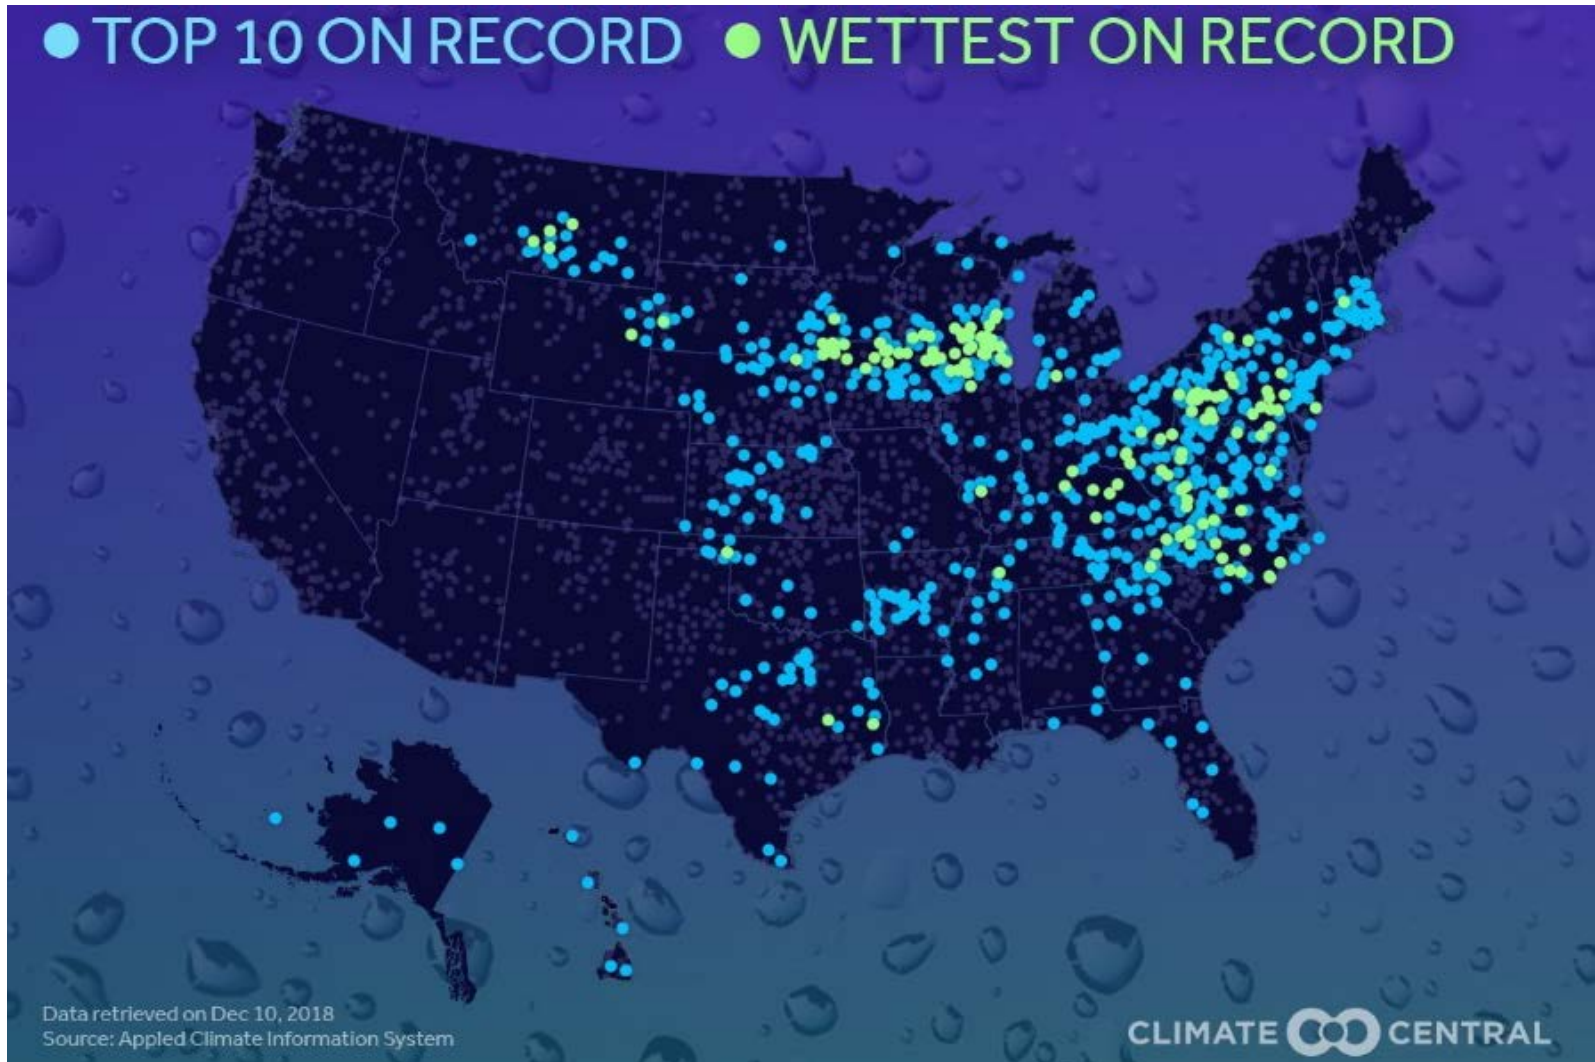 TOP 10 ON RECORD WETTEST ON RECORD
Data retrieved on Dec 10, 2018
Source: Appled Climate Information System
CLIMATE CENTRAL